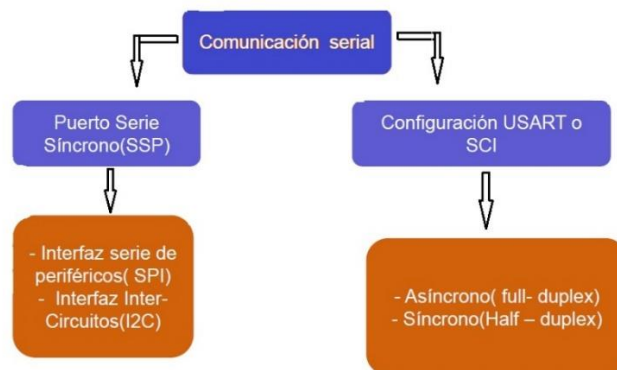 Comunicación serial
Puerto Serie
Síncrono(SSP)
Configuración USART o
SCI
- Interfaz serie de
periféricos( SPI)
- Interfaz Inter-
Circuitos(I2C)
- Asíncrono( full- duplex)
- Síncrono(Half – duplex)